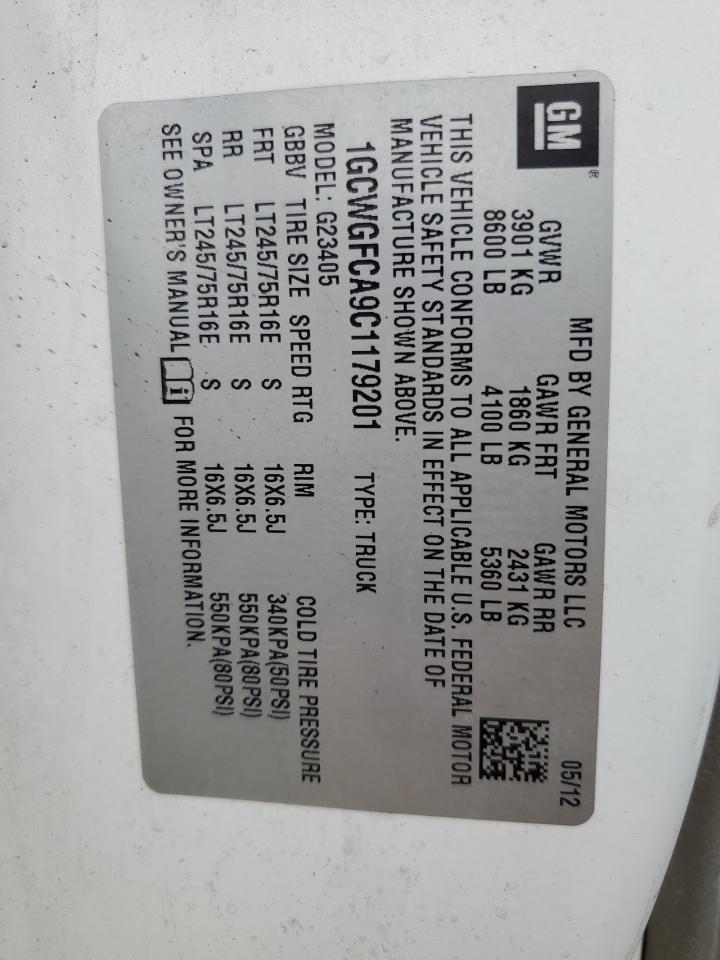 GM ®
MFD BY GENERAL MOTORS LLC 05/12
GVWR GAWR FRT GAWR RR
3901 KG 1860 KG 2431 KG
8600 LB 4100 LB 5360 LB
THIS VEHICLE CONFORMS TO ALL APPLICABLE U.S. FEDERAL MOTOR
VEHICLE SAFETY STANDARDS IN EFFECT ON THE DATE OF
MANUFACTURE SHOWN ABOVE.
1GCWGFCA9C1179201 TYPE: TRUCK
MODEL: G23405
GBBV TIRE SIZE SPEED RTG RIM COLD TIRE PRESSURE
FRT LT245/75R16E S 16X6.5J 340KPA(50PSI)
RR LT245/75R16E S 16X6.5J 550KPA(80PSI)
SPA LT245/75R16E S 16X6.5J 550KPA(80PSI)
SEE OWNER'S MANUAL i FOR MORE INFORMATION.